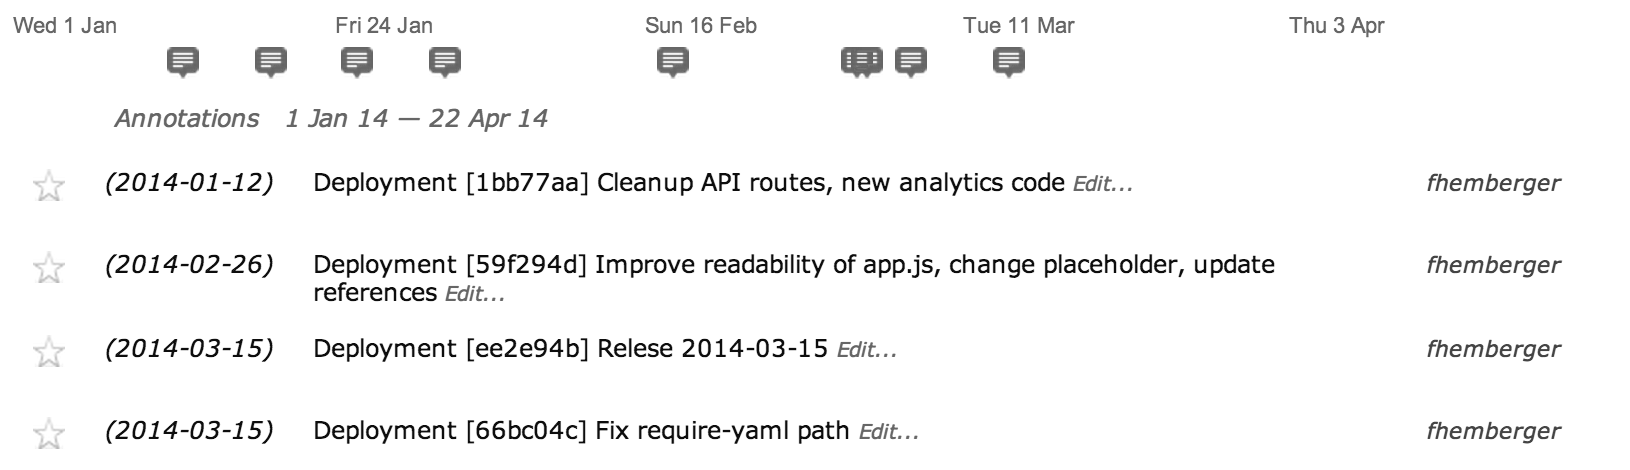 Wed 1 Jan Fri 24 Jan Sun 16 Feb Tue 11 Mar Thu 3 Apr
Annotations 1 Jan 14 — 22 Apr 14
(2014-01-12) Deployment [1bb77aa] Cleanup API routes, new analytics code Edit... fhemberger
(2014-02-26) Deployment [59f294d] Improve readability of app.js, change placeholder, update fhemberger
references Edit...
(2014-03-15) Deployment [ee2e94b] Relese 2014-03-15 Edit... fhemberger
(2014-03-15) Deployment [66bc04c] Fix require-yaml path Edit... fhemberger